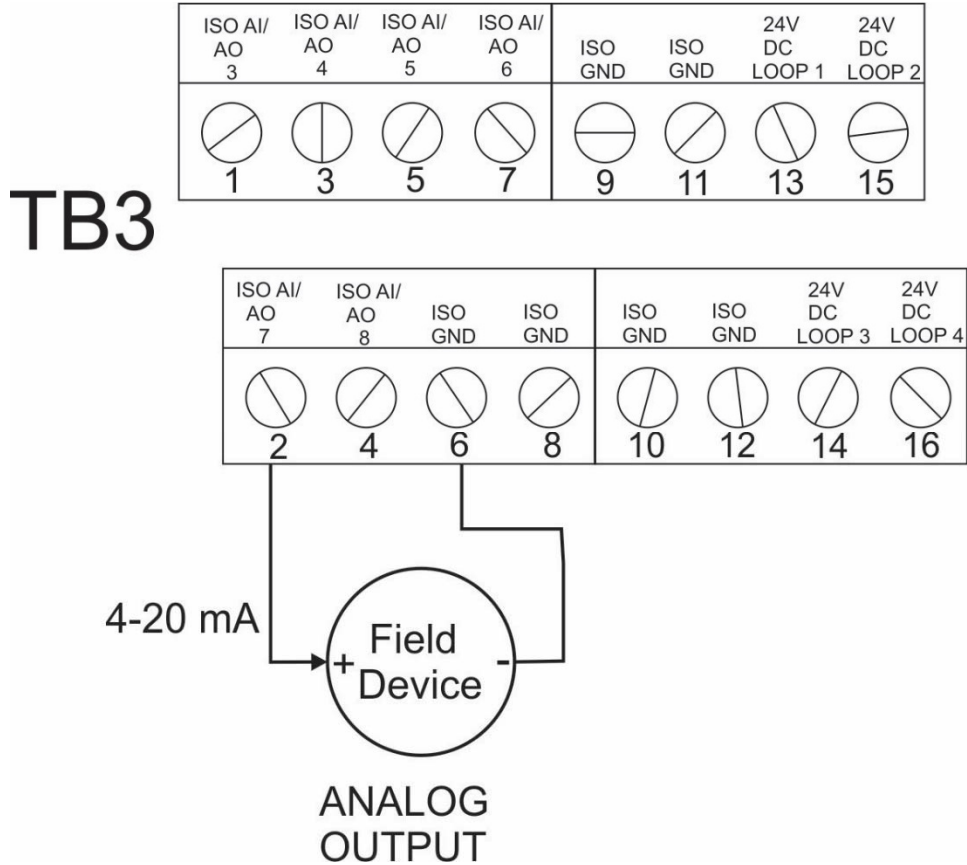 ISO AI/ ISO AI/ ISO AI/ ISO AI/ 24V 24V
AO AO AO AO ISO ISO DC DC
3 4 5 6 GND GND LOOP 1 LOOP 2
1 3 5 7 9 11 13 15
TB3
ISO AI/ ISO AI/ 24V 24V
AO AO ISO ISO ISO ISO DC DC
7 8 GND GND GND GND LOOP 3 LOOP 4
2 4 6 8 10 12 14 16
4-20 mA
Field
+ -
Device
ANALOG
OUTPUT